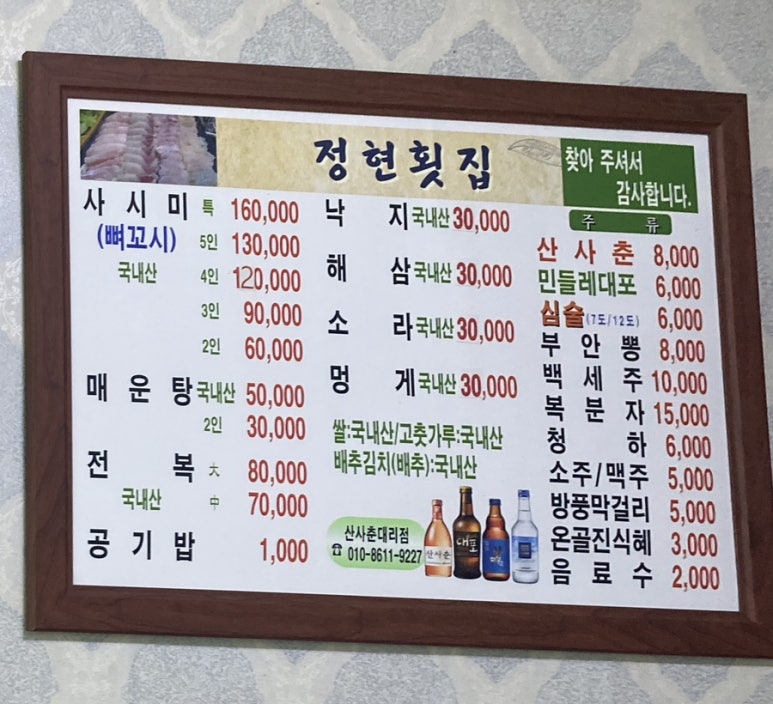 정현횟집
찾아 주셔서
감사합니다.
사시미 특 160,000
(뼈꼬시) 5인 130,000
국내산 4인 120,000
3인 90,000
2인 60,000
매운탕 국내산 50,000
2인 30,000
전복 大 80,000
국내산 中 70,000
공기밥 1,000
낙지 국내산 30,000
해삼 국내산 30,000
소라 국내산 30,000
멍게 국내산 30,000
쌀:국내산/고춧가루:국내산
배추김치(배추):국내산
산사춘대리점
☎ 010-8611-9227
산사춘
대포
주류
산사춘 8,000
민들레대포 6,000
심술(7도/12도) 6,000
부안뽕 8,000
백세주 10,000
복분자 15,000
청하 6,000
소주/맥주 5,000
방풍막걸리 5,000
온골진식혜 3,000
음료수 2,000